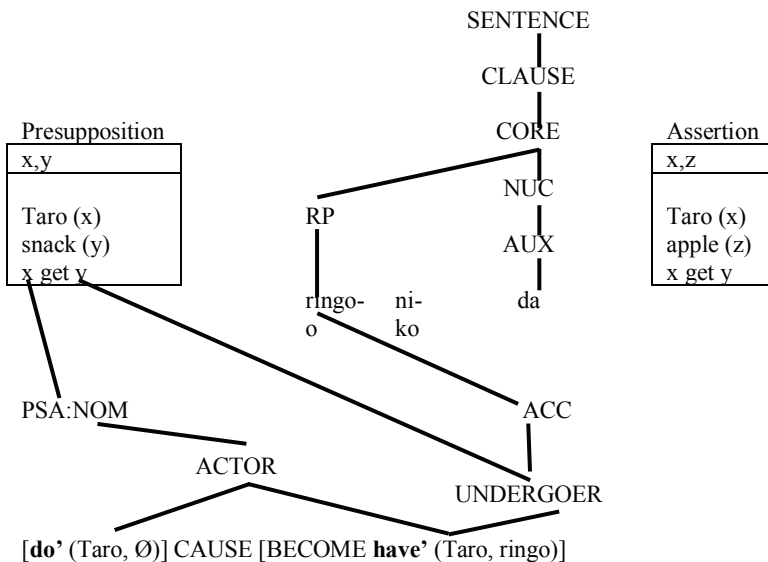 SENTENCE
CLAUSE
Presupposition CORE Assertion
x,y x,z
NUC
Taro (x) RP Taro (x)
snack (y) AUX apple (z)
x get y x get y
ringo- ni- da
o ko
PSA:NOM ACC
ACTOR
UNDERGOER
[do’ (Taro, Ø)] CAUSE [BECOME have’ (Taro, ringo)]